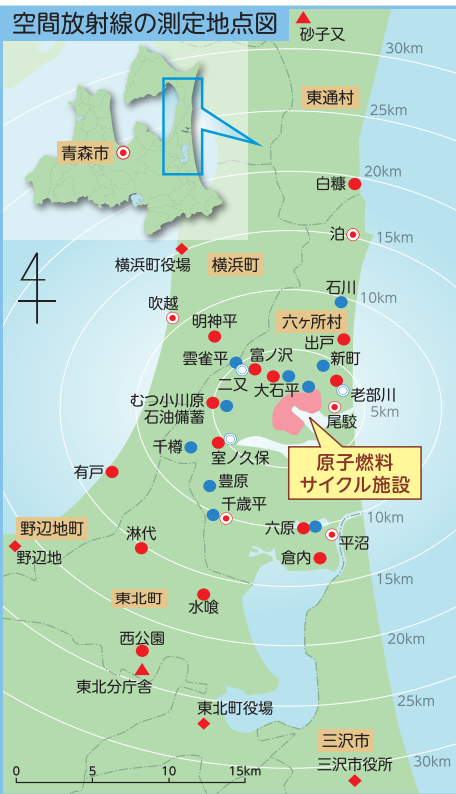 空間放射線の測定地点図
砂子又
30km
東通村
25km
青森市
20km
白糠
泊
15km
横浜町役場
横浜町
石川
10km
吹越
明神平
六ヶ所村
出戸
雲雀平
富ノ沢
新町
二又
大石平
老部川
むつ小川原
石油備蓄
5km
尾駮
千樽
室ノ久保
原子燃料
サイクル施設
有戸
豊原
千歳平
10km
野辺地町
淋代
六原
平沼
野辺地
倉内
15km
東北町
水喰
20km
西公園
東北分庁舎
25km
東北町役場
三沢市
三沢市役所
30km
0 5 10 15km